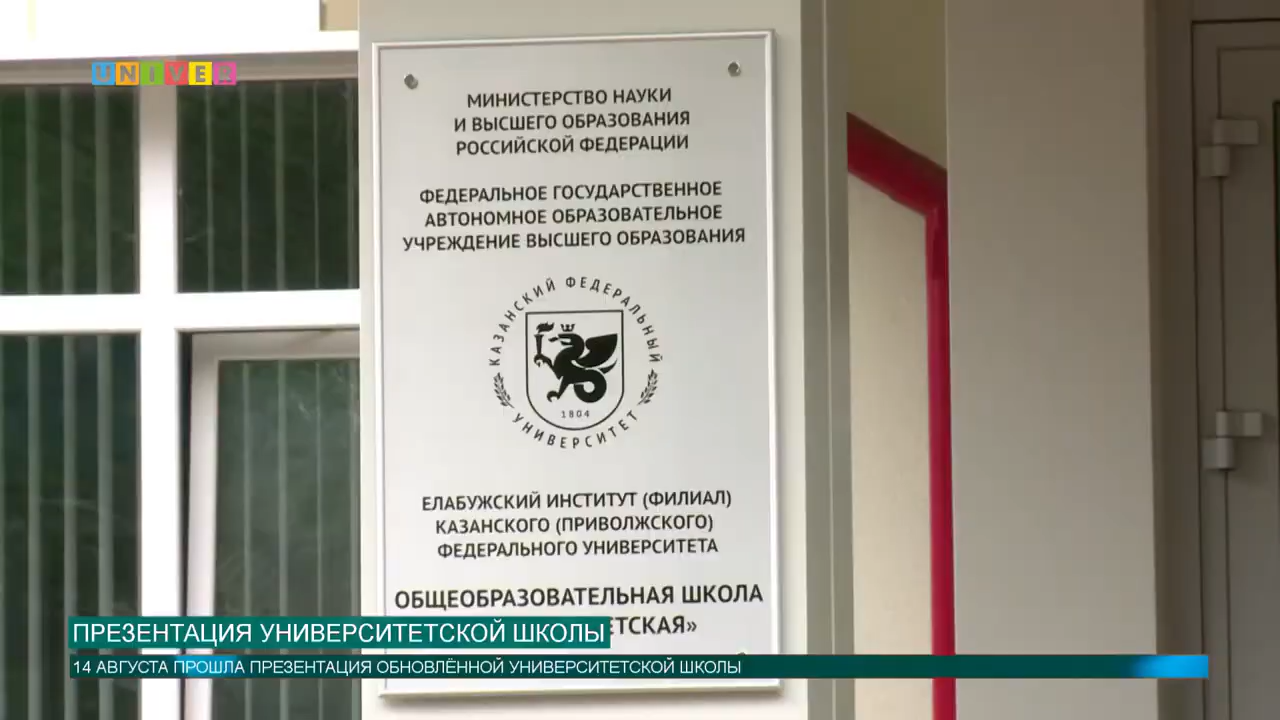 UNIVER
МИНИСТЕРСТВО НАУКИ
И ВЫСШЕГО ОБРАЗОВАНИЯ
РОССИЙСКОЙ ФЕДЕРАЦИИ
ФЕДЕРАЛЬНОЕ ГОСУДАРСТВЕННОЕ
АВТОНОМНОЕ ОБРАЗОВАТЕЛЬНОЕ
УЧРЕЖДЕНИЕ ВЫСШЕГО ОБРАЗОВАНИЯ
КАЗАНСКИЙ ФЕДЕРАЛЬНЫЙ
1804
УНИВЕРСИТЕТ
ЕЛАБУЖСКИЙ ИНСТИТУТ (ФИЛИАЛ)
КАЗАНСКОГО (ПРИВОЛЖСКОГО)
ФЕДЕРАЛЬНОГО УНИВЕРСИТЕТА
ОБЩЕОБРАЗОВАТЕЛЬНАЯ ШКОЛА
ПРЕЗЕНТАЦИЯ УНИВЕРСИТЕТСКОЙ ШКОЛЫ
14 АВГУСТА ПРОШЛА ПРЕЗЕНТАЦИЯ ОБНОВЛЁННОЙ УНИВЕРСИТЕТСКОЙ ШКОЛЫ